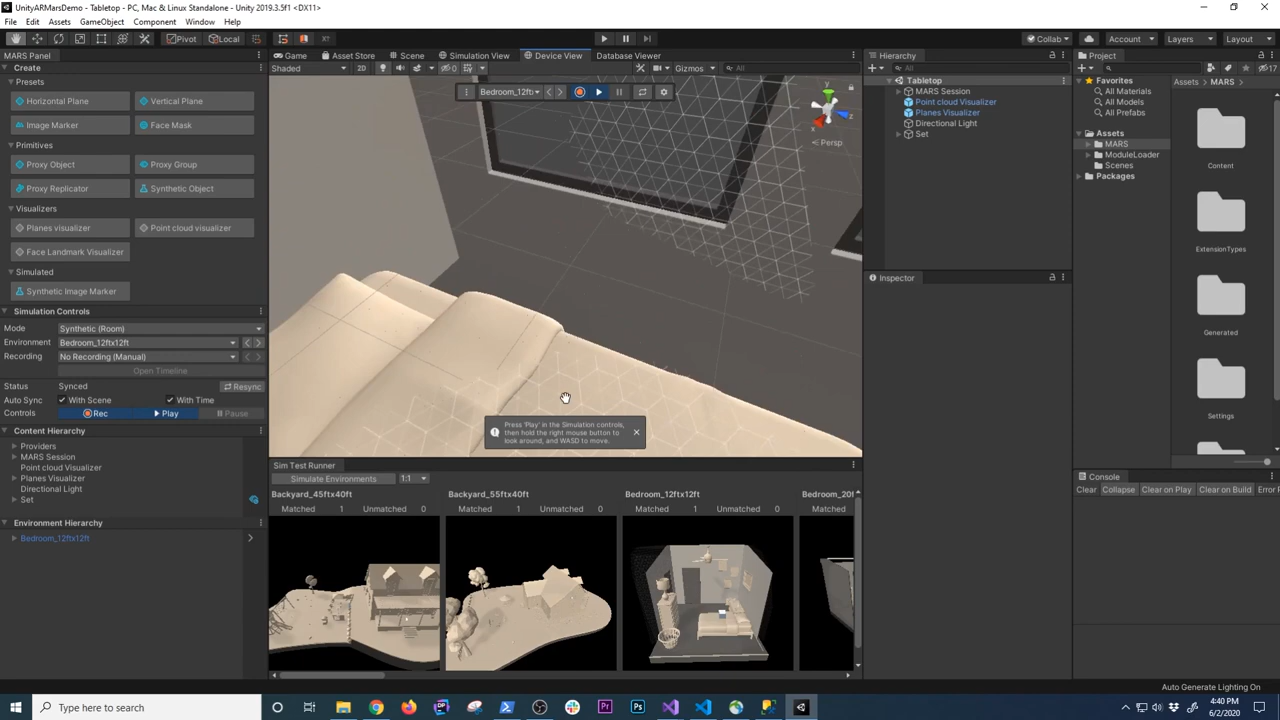 UnityARMarsDemo - Tabletop - PC, Mac & Linux Standalone - Unity 2019.3.5f1 <DX11>
File Edit Assets GameObject Component Window Help
Pivot Local Collab Account Layers Layout
MARS Panel
Create
Presets
Horizontal Plane Vertical Plane
Image Marker Face Mask
Primitives
Proxy Object Proxy Group
Proxy Replicator Synthetic Object
Visualizers
Planes visualizer Point cloud visualizer
Face Landmark Visualizer
Simulated
Synthetic Image Marker
Simulation Controls
Mode Synthetic (Room)
Environment Bedroom_12ftx12ft
Recording No Recording (Manual)
Open Timeline
Status Synced Resync
Auto Sync With Scene With Time
Controls Rec Play Pause
Content Hierarchy
Providers
MARS Session
Point cloud Visualizer
Planes Visualizer
Directional Light
Set
Environment Hierarchy
Bedroom_12ftx12ft
Game Asset Store Scene Simulation View Device View Database Viewer
Shaded 2D 0 Gizmos All
Bedroom_12ft
y
x z
Persp
Press 'Play' in the Simulation controls,
then hold the right mouse button to
look around, and WASD to move.
Sim Test Runner
Simulate Environments 1:1
Backyard_45ftx40ft Backyard_55ftx40ft Bedroom_12ftx12ft Bedroom_20f
Matched 1 Unmatched 0 Matched 1 Unmatched 0 Matched 1 Unmatched 0 Matched
Hierarchy
All
Tabletop
MARS Session
Point cloud Visualizer
Planes Visualizer
Directional Light
Set
Inspector
Project
17
Favorites
All Materials
All Models
All Prefabs
Assets
MARS
ModuleLoader
Scenes
Packages
Assets > MARS >
Content
ExtensionTypes
Generated
Settings
Console
Clear Collapse Clear on Play Clear on Build Error P
Auto Generate Lighting On
Type here to search
4:40 PM
6/2/2020